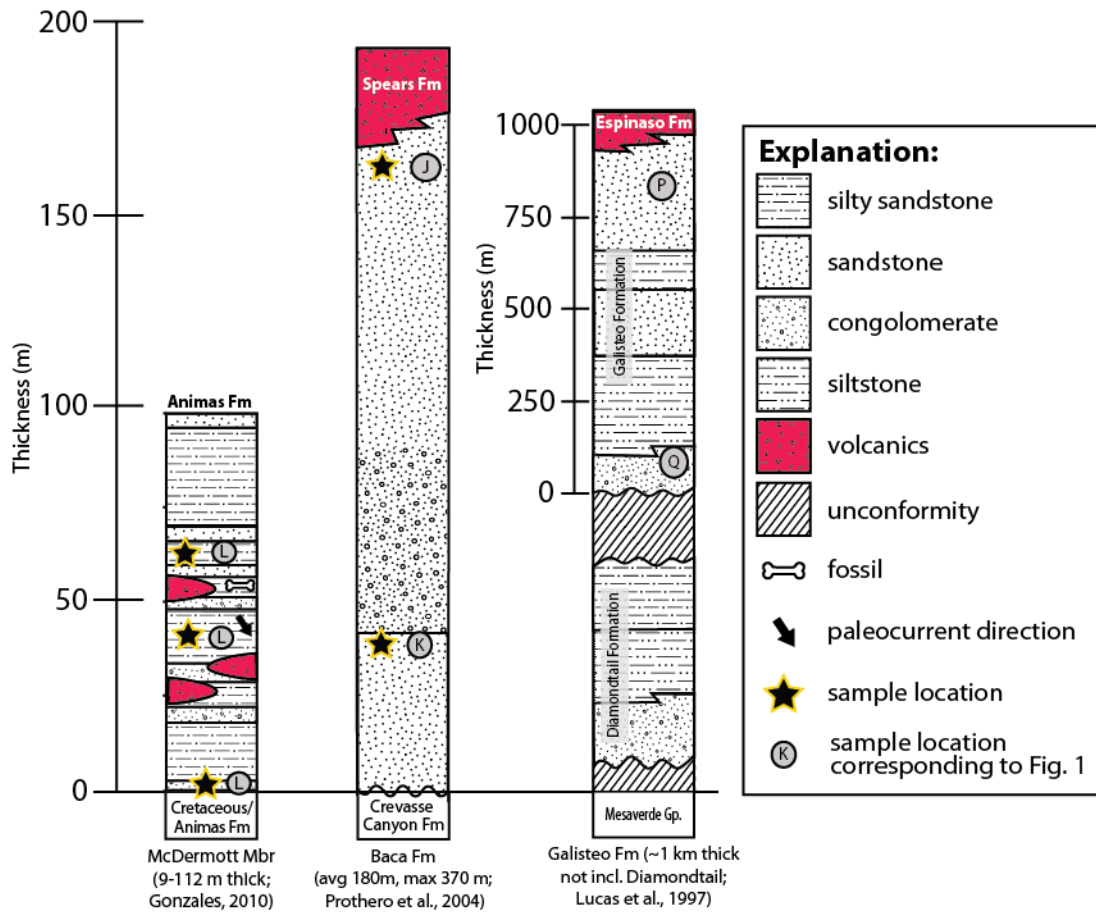 200
150
100
50
0
Thickness (m)
Animas Fm
L
L
L
Cretaceous/
Animas Fm
McDermott Mbr
(9-112 m thick;
Gonzales, 2010)
Spears Fm
J
K
Crevasse
Canyon Fm
Baca Fm
(avg 180m, max 370 m;
Prothero et al., 2004)
1000
750
500
250
0
Thickness (m)
Espinaso Fm
P
Galisteo Formation
Q
Diamondtail Formation
Mesaverde Gp.
Galisteo Fm (~1 km thick
not incl. Diamondtail;
Lucas et al., 1997)
Explanation:
silty sandstone
sandstone
congolomerate
siltstone
volcanics
unconformity
fossil
paleocurrent direction
sample location
K
sample location
corresponding to Fig. 1